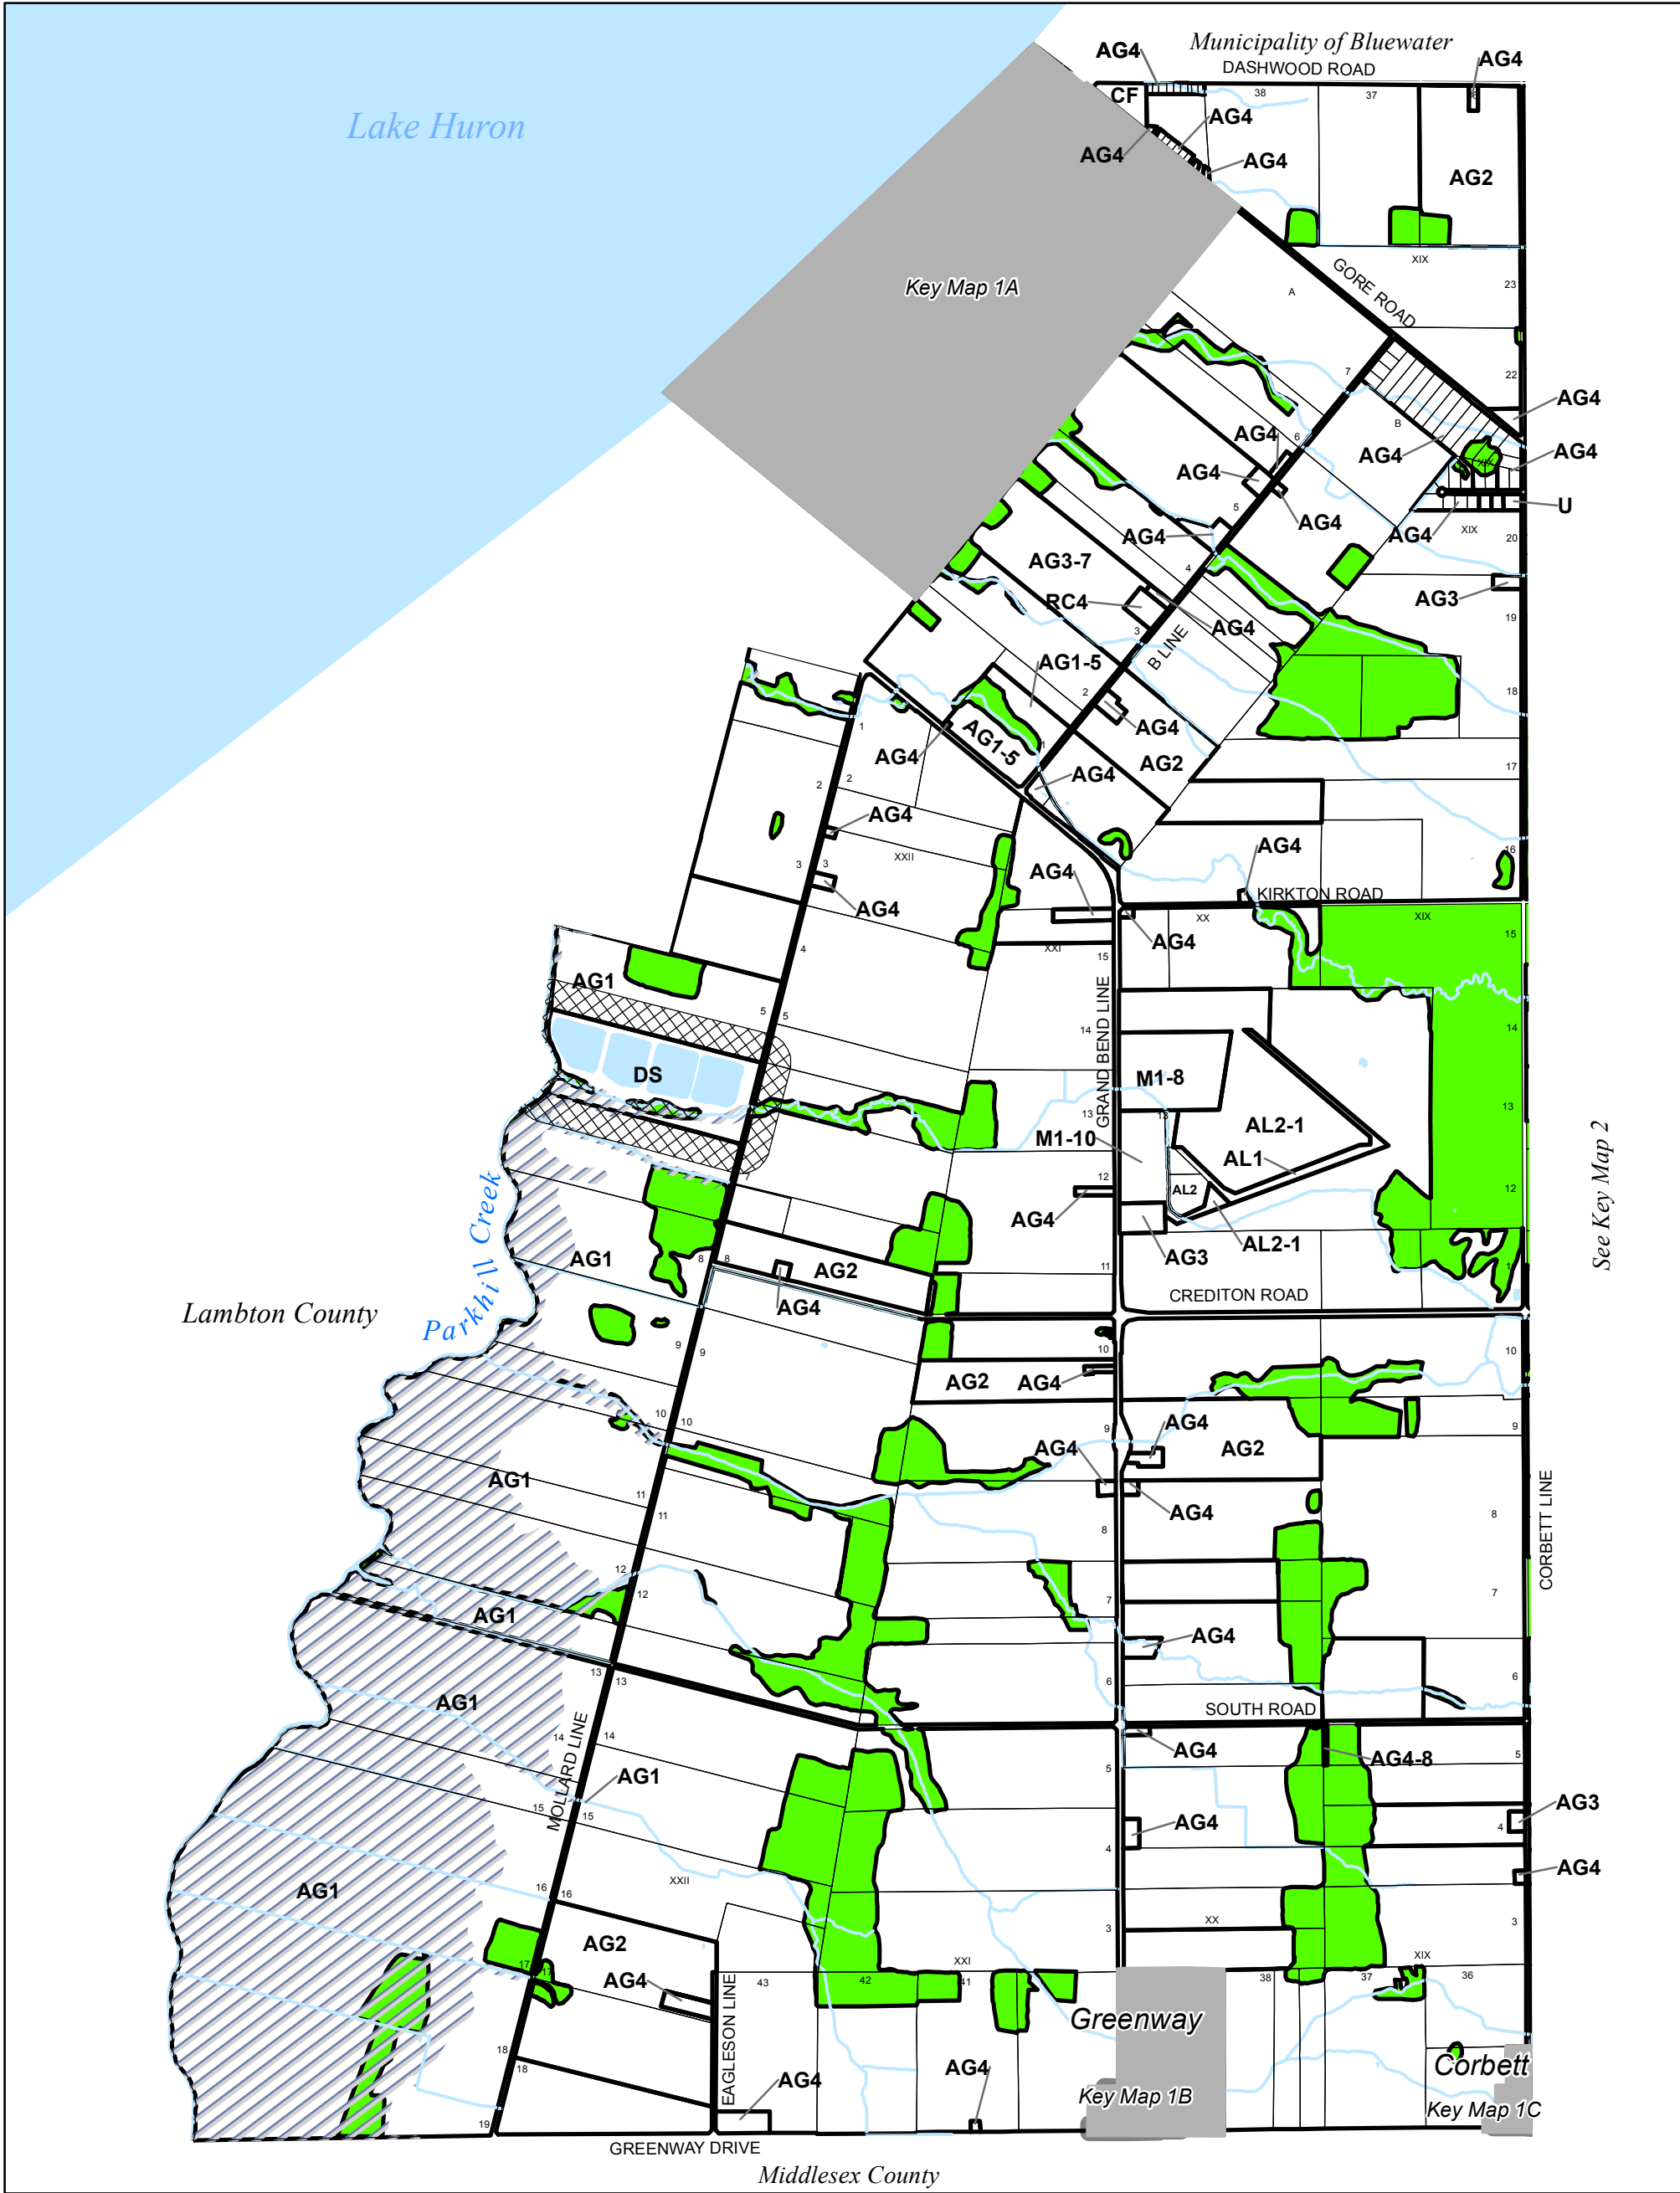 Municipality of Bluewater
AG4
DASHWOOD ROAD
AG4
CF
38
37
Lake Huron
AG4
AG4
AG4
AG2
XIX
GORE ROAD
23
Key Map 1A
A
7
22
AG4
B
AG4
6
AG4
AG4
AG4
XIX
U
5
AG4
AG4
AG4
XIX
20
AG3-7
4
AG3
RC4
AG4
19
3
B LINE
AG1-5
2
18
AG4
1
AG4
AG1-5
1
AG4
AG2
17
2
2
AG4
XXII
3
3
AG4
16
AG4
AG4
KIRKTON ROAD
XX
XIX
AG4
XXI
15
15
4
AG1
GRAND BEND LINE
5
5
14
14
DS
M1-8
13
13
13
AL2-1
M1-10
AL1
See Key Map 2
7
12
12
AL2
AG4
AG3
AL2-1
Parkhill Creek
AG1
8
8
AG2
11
AG4
CREDITON ROAD
Lambton County
9
9
10
10
AG2
AG4
10
10
AG4
9
9
AG4
AG2
AG1
CORBETT LINE
AG4
11
11
8
8
12
12
7
7
AG1
AG4
13
13
6
6
AG1
SOUTH ROAD
MOLLARD LINE
14
14
AG4
AG4-8
5
5
AG1
15
15
AG3
AG4
4
4
AG4
XXII
AG1
16
16
3
XX
3
AG2
XXI
XIX
17
17
43
42
41
38
37
36
AG4
EAGLESON LINE
Greenway
18
18
AG4
AG4
Corbett
Key Map 1B
Key Map 1C
19
GREENWAY DRIVE
Middlesex County